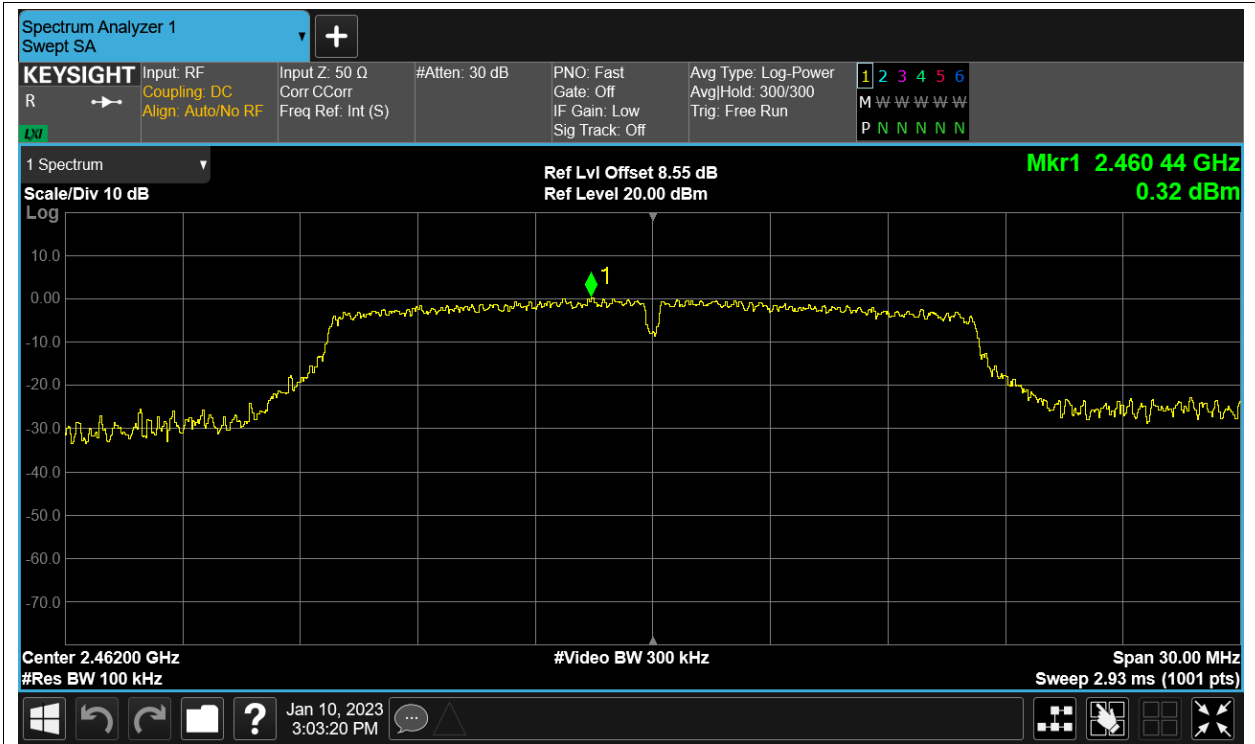 Spectrum Analyzer 1
Swept SA
KEYSIGHT
R
LXI
Input: RF
Coupling: DC
Align: Auto/No RF
Input Z: 50 Ω
Corr CCorr
Freq Ref: Int (S)
#Atten: 30 dB
PNO: Fast
Gate: Off
IF Gain: Low
Sig Track: Off
Avg Type: Log-Power
Avg|Hold: 300/300
Trig: Free Run
1 2 3 4 5 6
M W W W W W
P N N N N N
1 Spectrum
Scale/Div 10 dB
Log
Ref Lvl Offset 8.55 dB
Ref Level 20.00 dBm
Mkr1 2.460 44 GHz
0.32 dBm
1
10.0
0.00
-10.0
-20.0
-30.0
-40.0
-50.0
-60.0
-70.0
Center 2.46200 GHz
#Res BW 100 kHz
#Video BW 300 kHz
Span 30.00 MHz
Sweep 2.93 ms (1001 pts)
?
Jan 10, 2023
3:03:20 PM